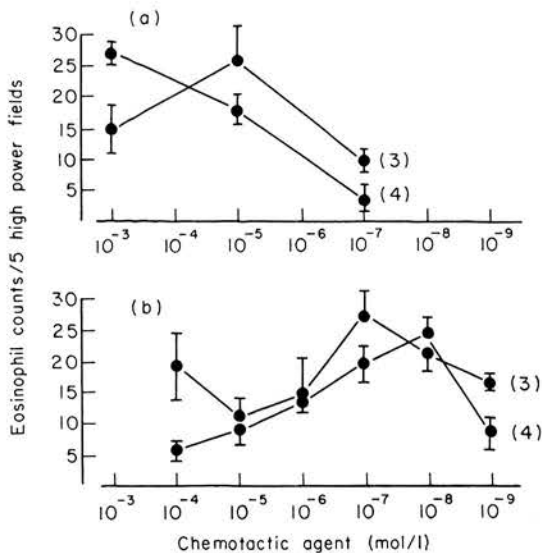 (a)
30
25
20
15
10
5
(3)
(4)
10⁻³ 10⁻⁴ 10⁻⁵ 10⁻⁶ 10⁻⁷ 10⁻⁸ 10⁻⁹
Eosinophil counts/5 high power fields
(b)
30
25
20
15
10
5
(3)
(4)
10⁻³ 10⁻⁴ 10⁻⁵ 10⁻⁶ 10⁻⁷ 10⁻⁸ 10⁻⁹
Chemotactic agent (mol/l)